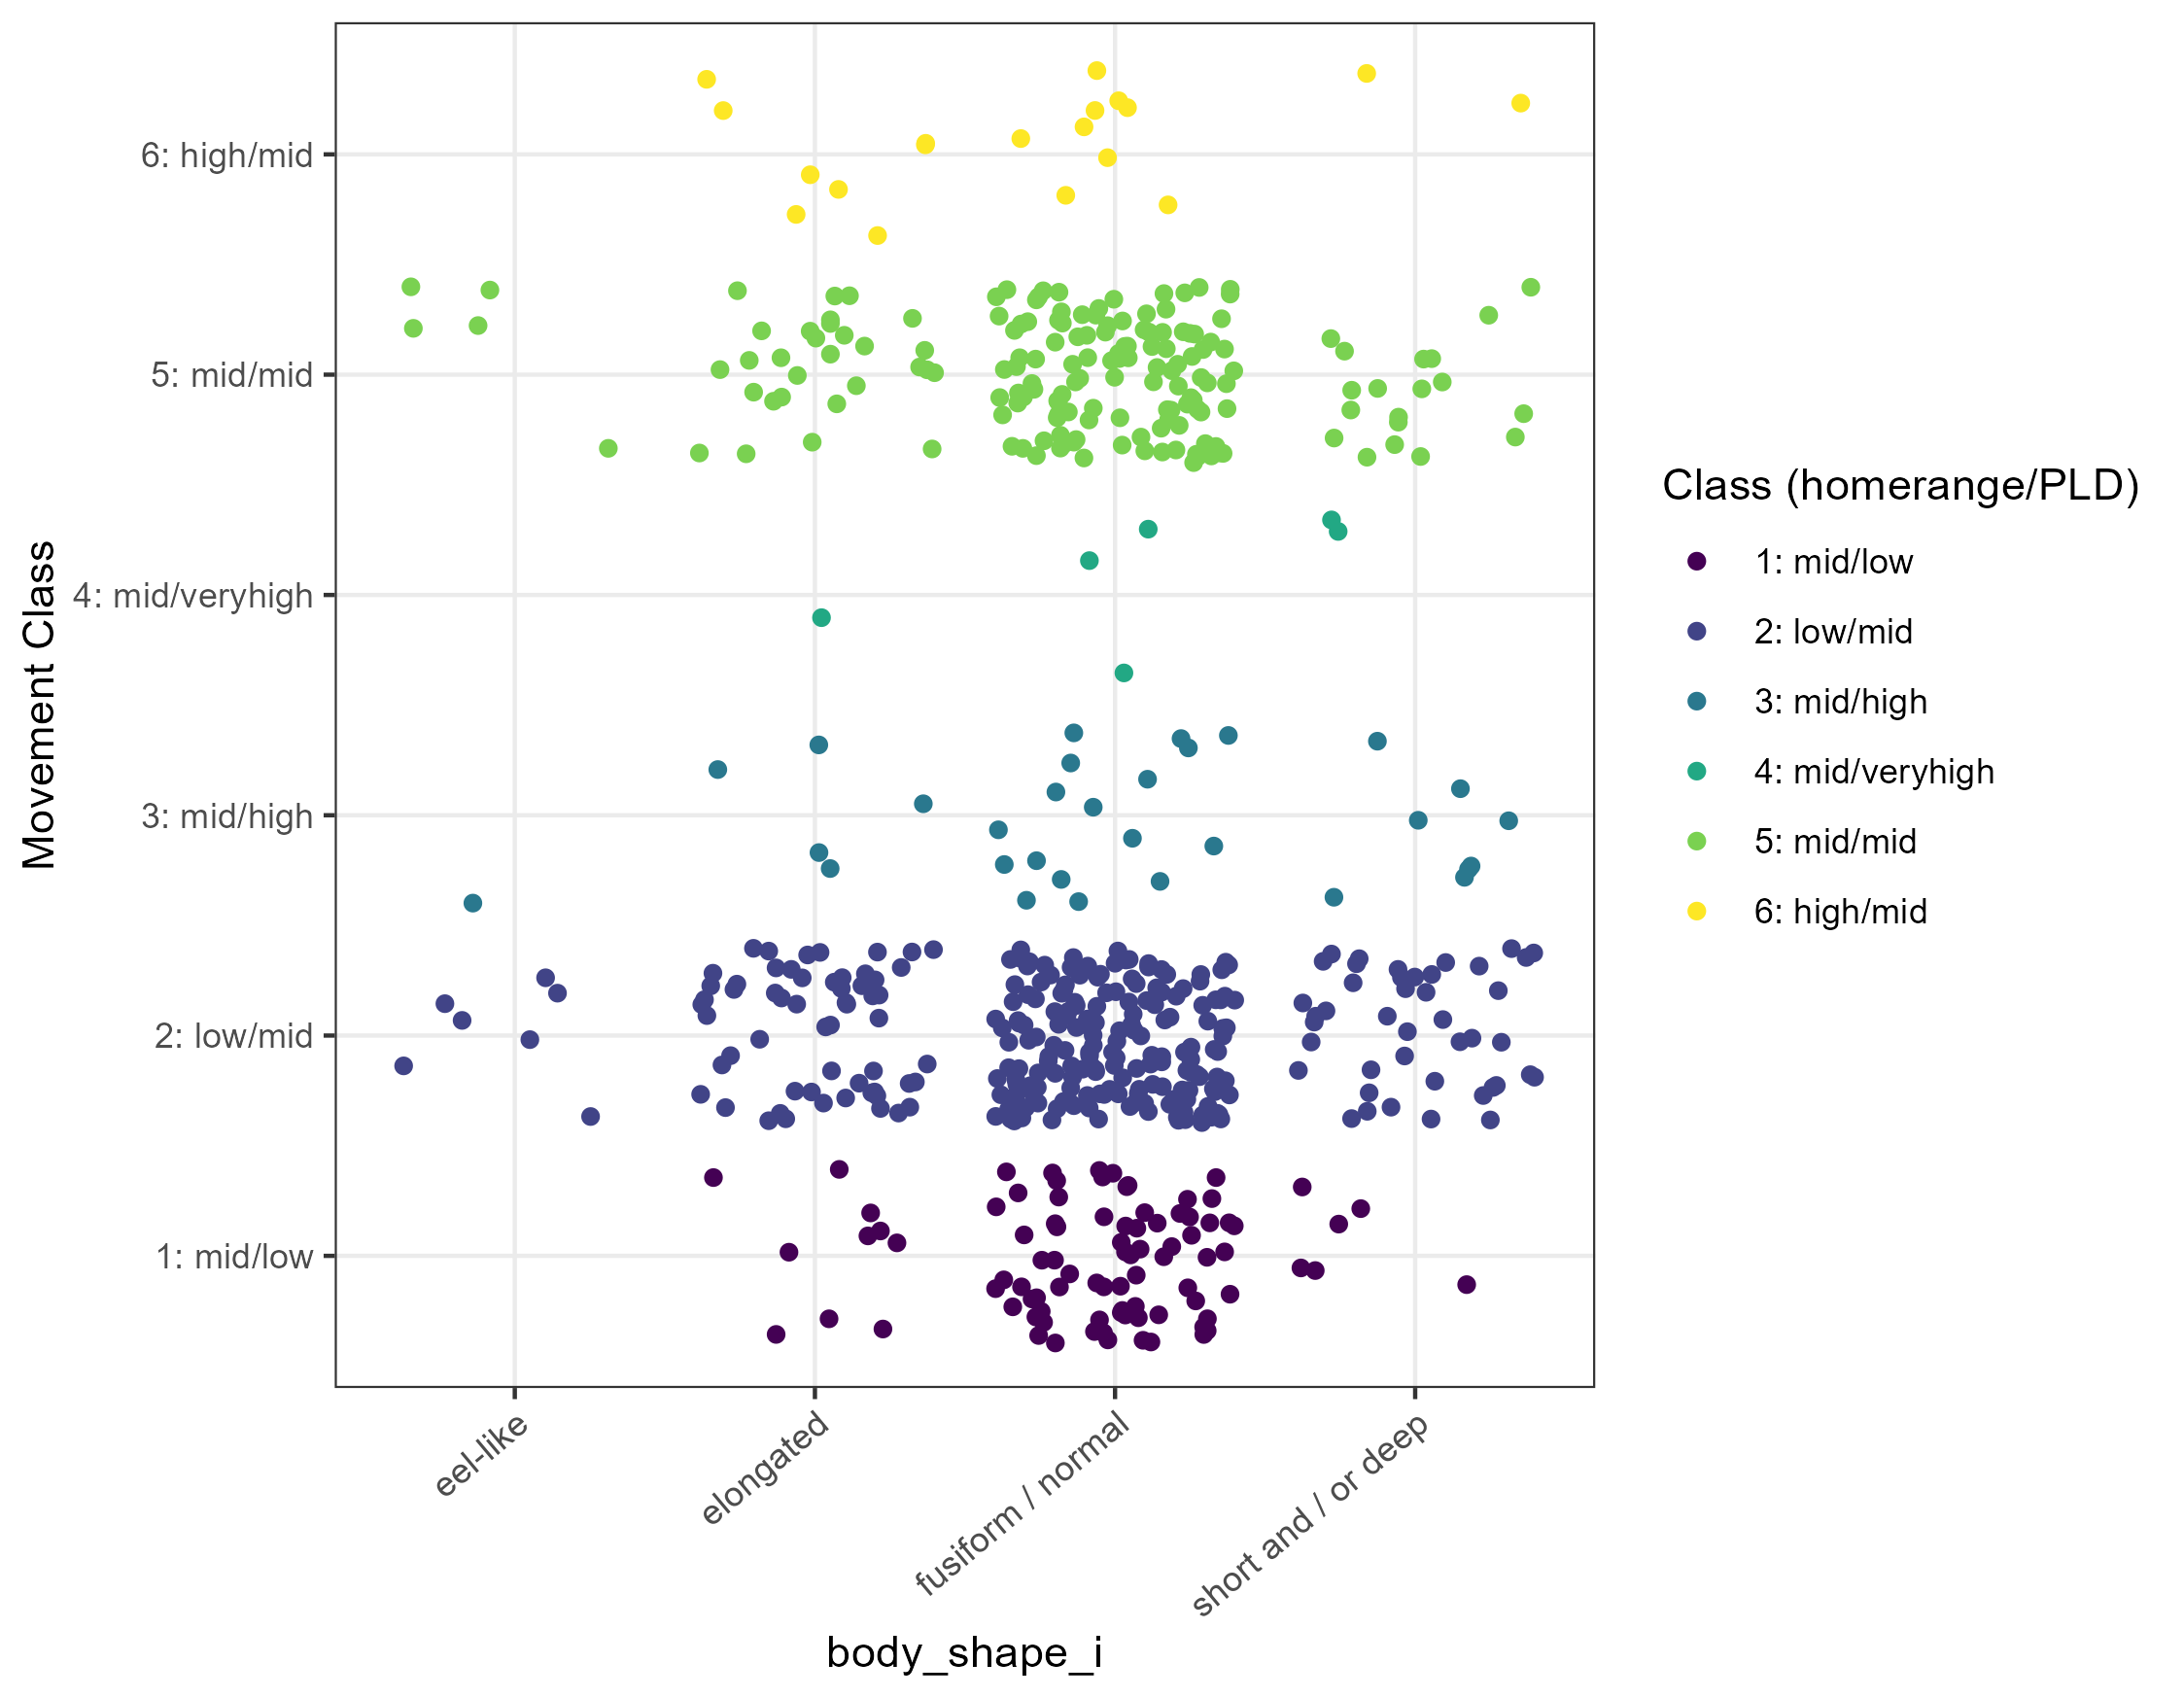 6: high/mid
5: mid/mid
4: mid/veryhigh
3: mid/high
2: low/mid
1: mid/low
Movement Class
eel-like
elongated
fusiform / normal
short and / or deep
body_shape_i
Class (homerange/PLD)
1: mid/low
2: low/mid
3: mid/high
4: mid/veryhigh
5: mid/mid
6: high/mid